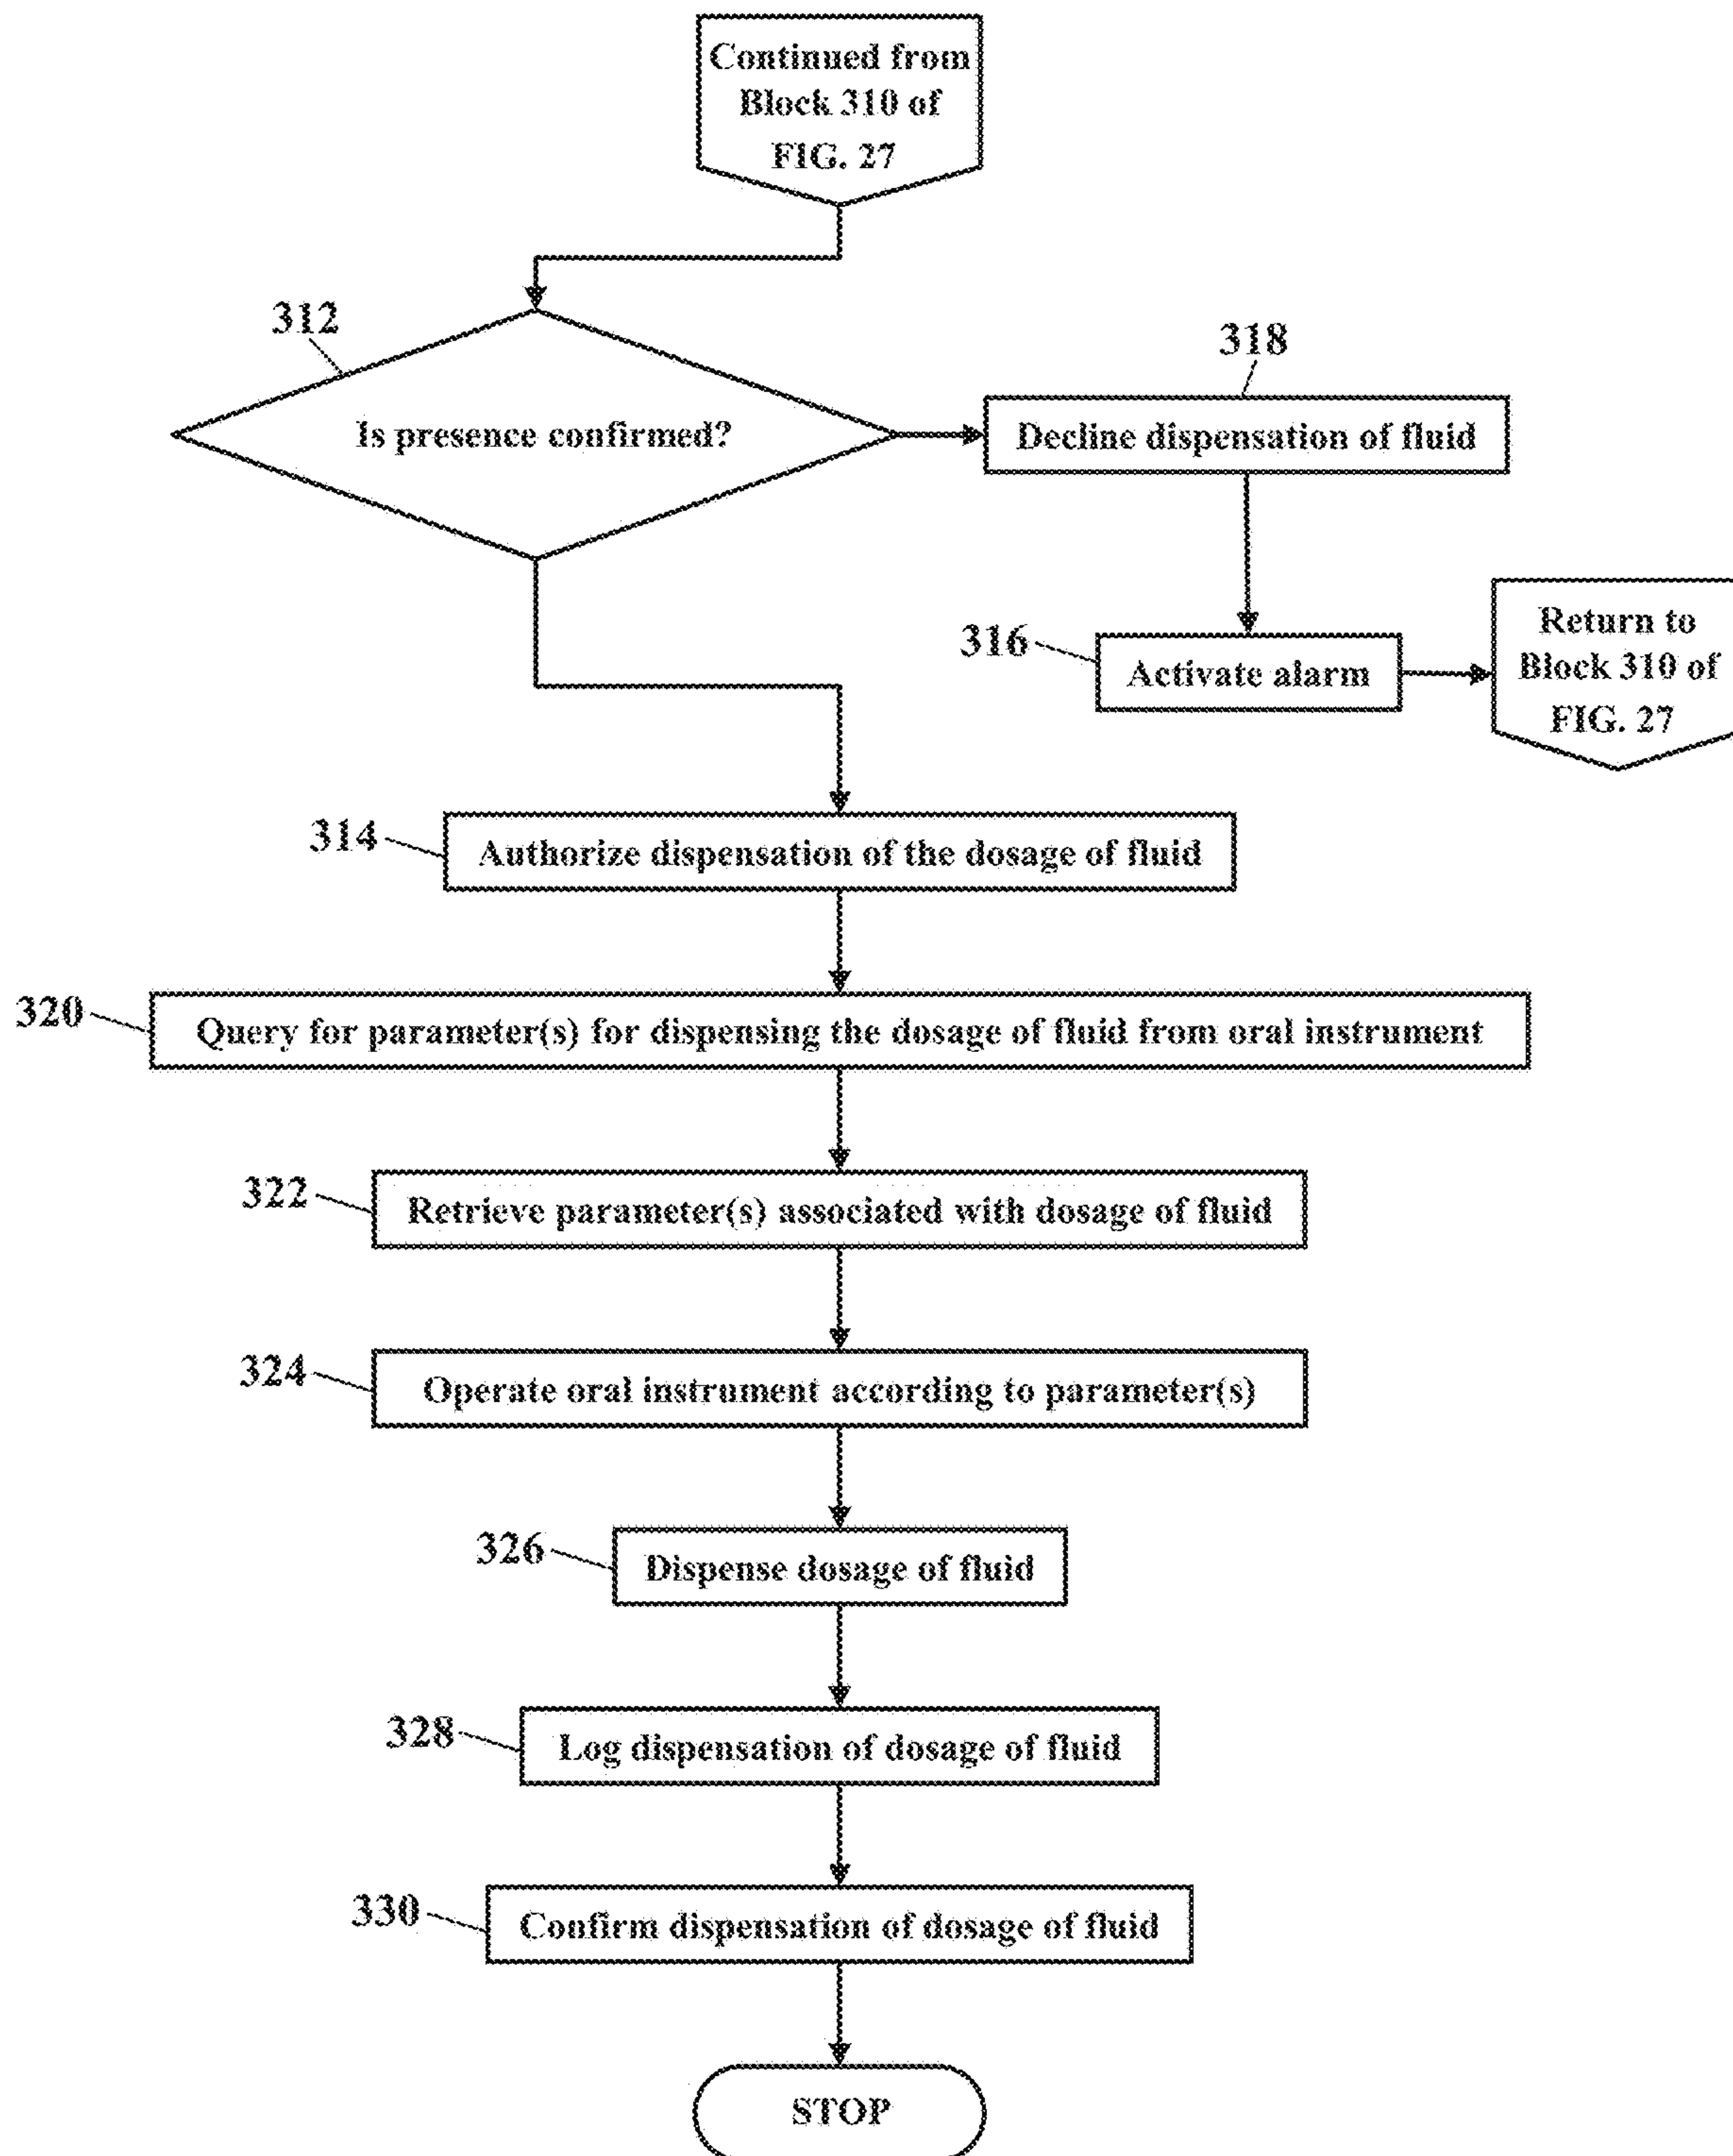 Continued from
Block 310 of
FIG. 27
312
Is presence confirmed?
318
Decline dispensation of fluid
316
Activate alarm
Return to
Block 310 of
FIG. 27
314
Authorize dispensation of the dosage of fluid
320
Query for parameter(s) for dispensing the dosage of fluid from oral instrument
322
Retrieve parameter(s) associated with dosage of fluid
324
Operate oral instrument according to parameter(s)
326
Dispense dosage of fluid
328
Log dispensation of dosage of fluid
330
Confirm dispensation of dosage of fluid
STOP